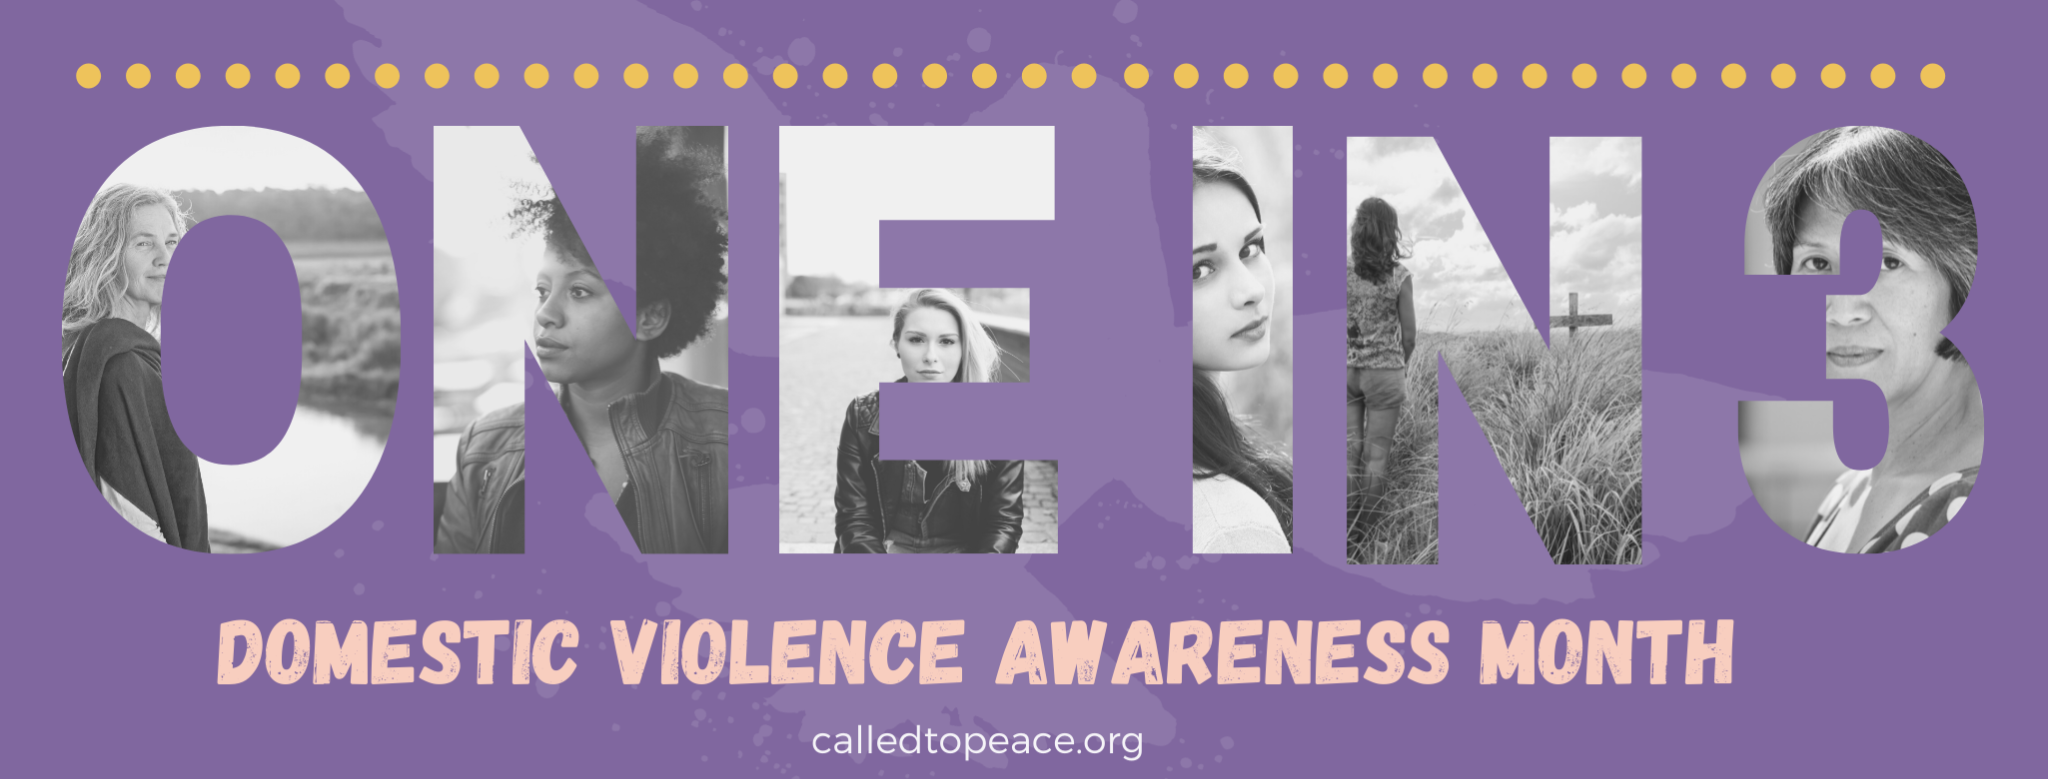 ONE IN 3
DOMESTIC VIOLENCE AWARENESS MONTH
calledtopeace.org